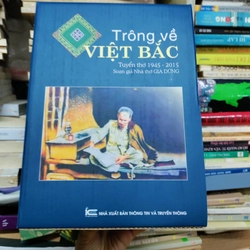 Trông về
VIỆT BẮC
Tuyển thơ 1945 - 2015
Soạn giả Nhà thơ GIA DŨNG
NHÀ XUẤT BẢN THÔNG TIN VÀ TRUYỀN THÔNG